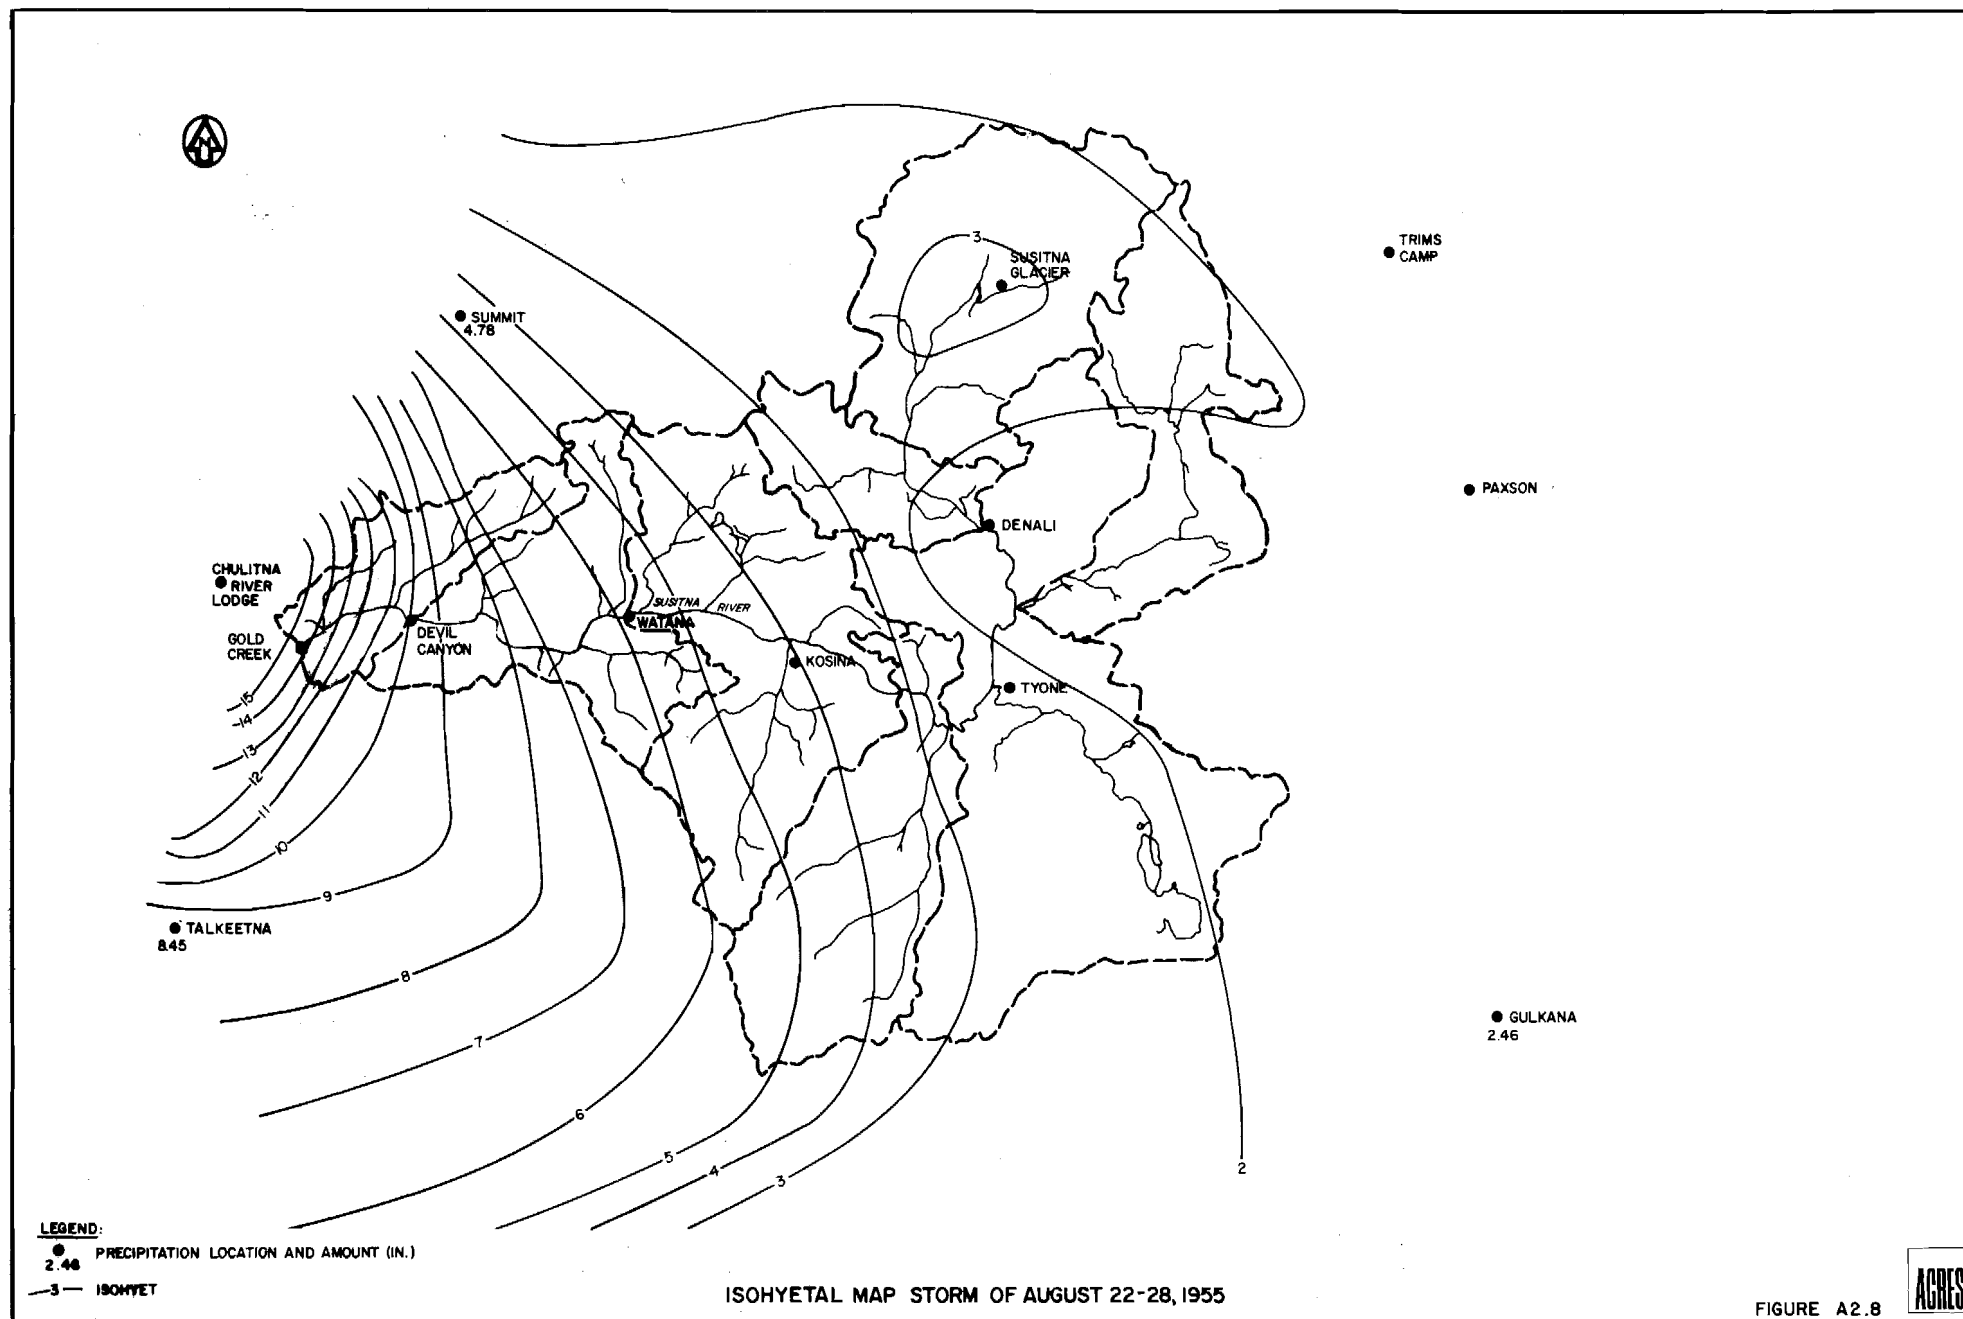 N
TRIMS
CAMP
3
SUSITNA
GLACIER
SUMMIT
4.78
PAXSON
DENALI
CHULITNA
RIVER
LODGE
SUSITNA RIVER
WATANA
DEVIL
CANYON
GOLD
CREEK
KOSINA
TYONE
15
14
13
12
11
10
9
TALKEETNA
8.45
8
7
6
5
4
3
2
GULKANA
2.46
LEGEND:
2.46 PRECIPITATION LOCATION AND AMOUNT (IN.)
3 ISOHYET
ISOHYETAL MAP STORM OF AUGUST 22-28, 1955
FIGURE A2.8
ACRES